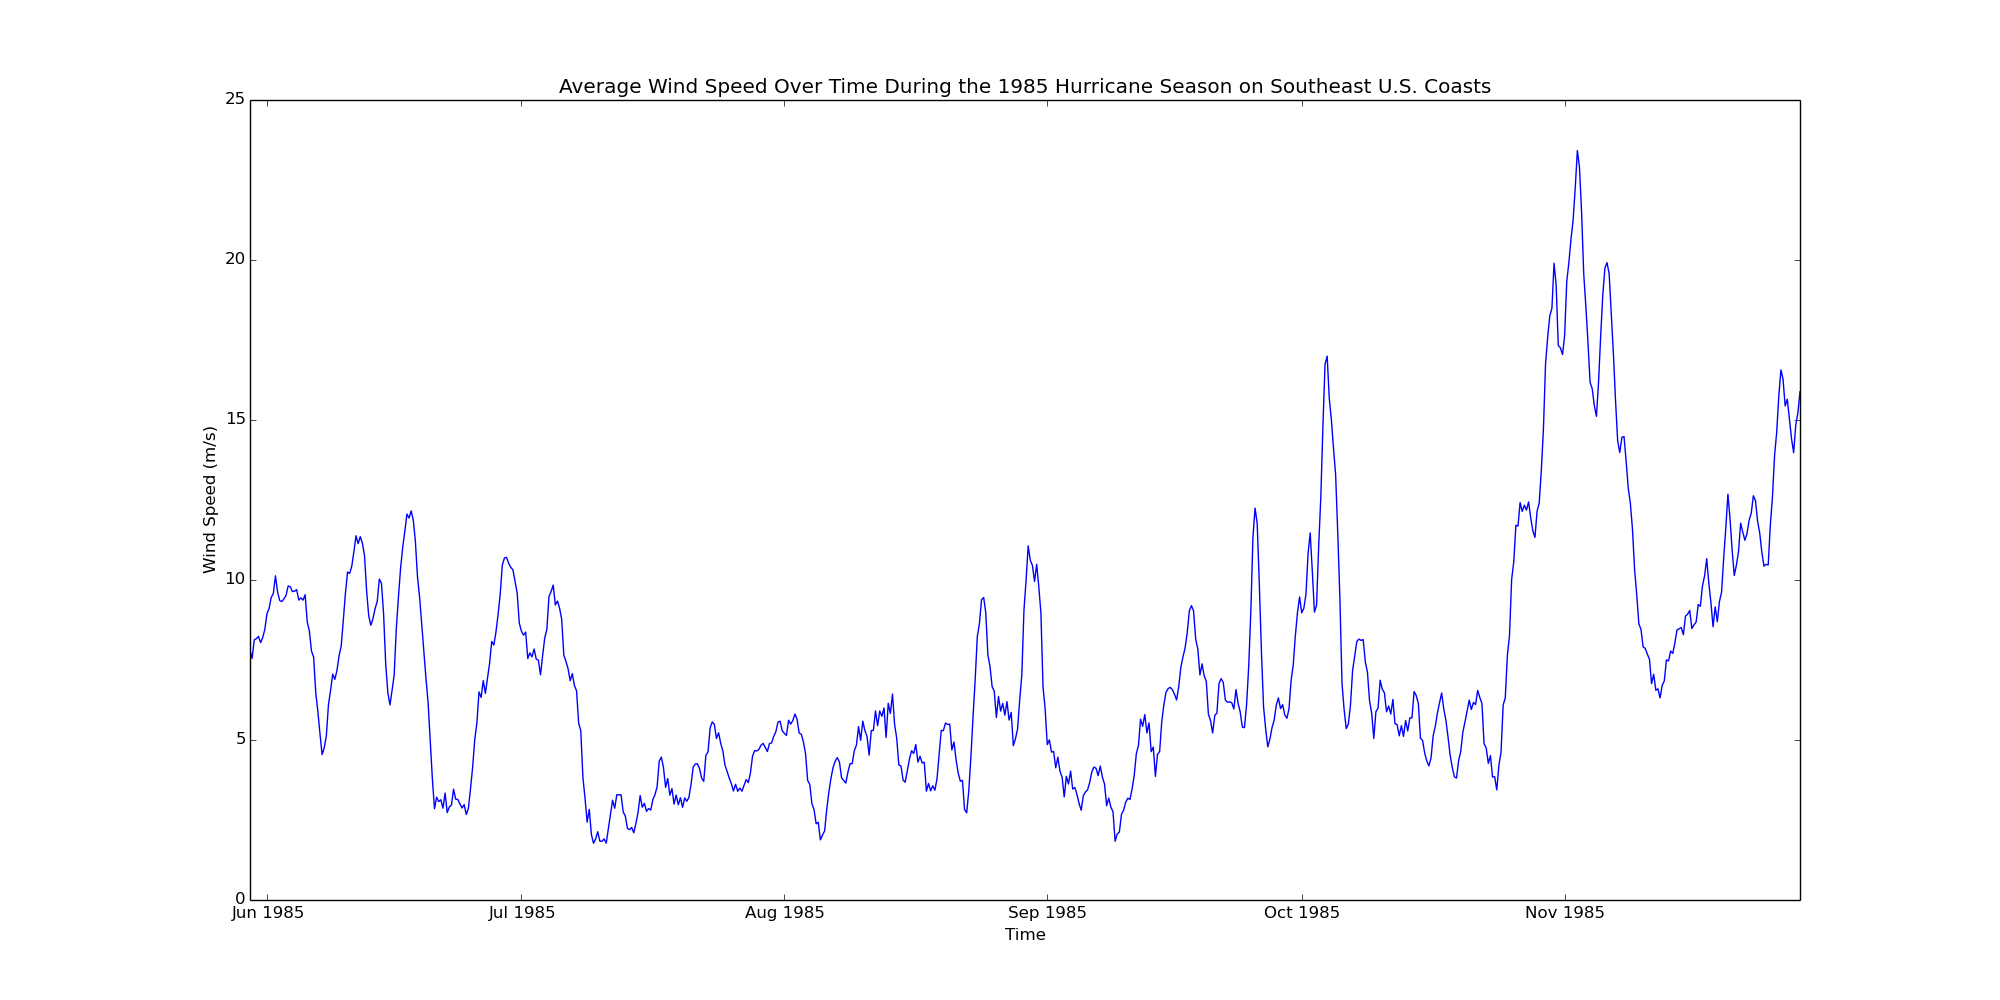 Average Wind Speed Over Time During the 1985 Hurricane Season on Southeast U.S. Coasts
25
20
15
10
5
0
Wind Speed (m/s)
Jun 1985 Jul 1985 Aug 1985 Sep 1985 Oct 1985 Nov 1985
Time